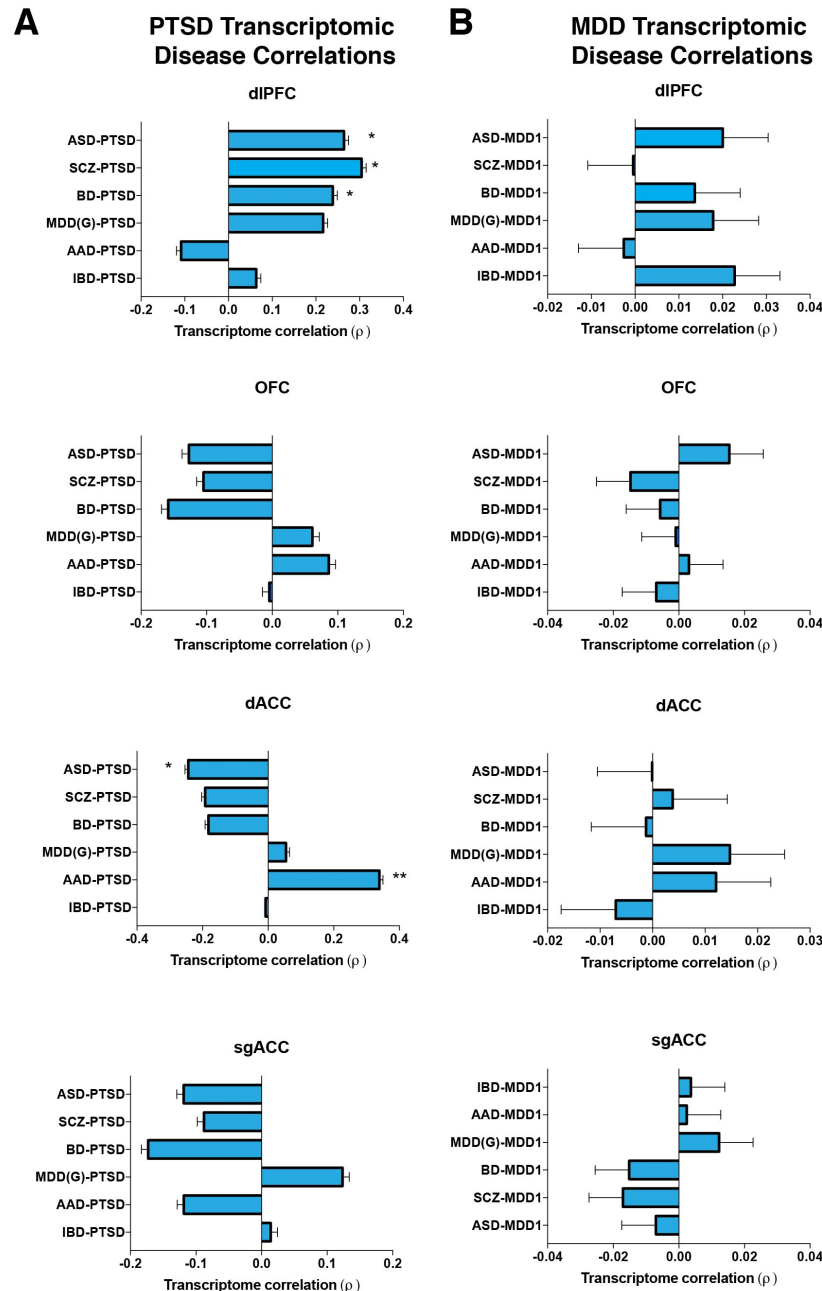 A
PTSD Transcriptomic
Disease Correlations
dlPFC
ASD-PTSD
*
SCZ-PTSD
*
BD-PTSD
*
MDD(G)-PTSD
AAD-PTSD
IBD-PTSD
-0.2 -0.1 0.0 0.1 0.2 0.3 0.4
Transcriptome correlation (ρ)
OFC
ASD-PTSD
SCZ-PTSD
BD-PTSD
MDD(G)-PTSD
AAD-PTSD
IBD-PTSD
-0.2 -0.1 0.0 0.1 0.2
Transcriptome correlation (ρ)
dACC
ASD-PTSD
*
SCZ-PTSD
BD-PTSD
MDD(G)-PTSD
AAD-PTSD
**
IBD-PTSD
-0.4 -0.2 0.0 0.2 0.4
Transcriptome correlation (ρ)
sgACC
ASD-PTSD
SCZ-PTSD
BD-PTSD
MDD(G)-PTSD
AAD-PTSD
IBD-PTSD
-0.2 -0.1 0.0 0.1 0.2
Transcriptome correlation (ρ)
B
MDD Transcriptomic
Disease Correlations
dlPFC
ASD-MDD1
SCZ-MDD1
BD-MDD1
MDD(G)-MDD1
AAD-MDD1
IBD-MDD1
-0.02 -0.01 0.00 0.01 0.02 0.03 0.04
Transcriptome correlation (ρ)
OFC
ASD-MDD1
SCZ-MDD1
BD-MDD1
MDD(G)-MDD1
AAD-MDD1
IBD-MDD1
-0.04 -0.02 0.00 0.02 0.04
Transcriptome correlation (ρ)
dACC
ASD-MDD1
SCZ-MDD1
BD-MDD1
MDD(G)-MDD1
AAD-MDD1
IBD-MDD1
-0.02 -0.01 0.00 0.01 0.02 0.03
Transcriptome correlation (ρ)
sgACC
IBD-MDD1
AAD-MDD1
MDD(G)-MDD1
BD-MDD1
SCZ-MDD1
ASD-MDD1
-0.04 -0.02 0.00 0.02 0.04
Transcriptome correlation (ρ)